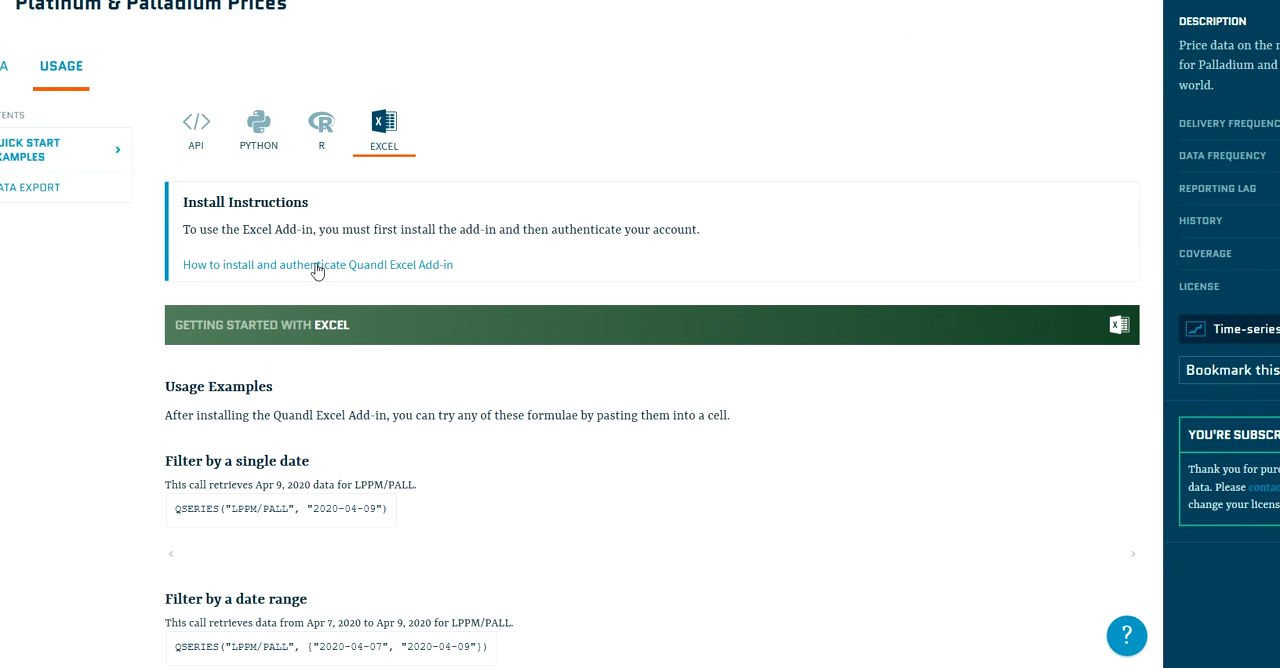 Platinum & Palladium Prices
A
USAGE
TENTS
UICK START
XAMPLES
ATA EXPORT
API
PYTHON
R
EXCEL
Install Instructions
To use the Excel Add-in, you must first install the add-in and then authenticate your account.
How to install and authenticate Quandl Excel Add-in
GETTING STARTED WITH EXCEL
Usage Examples
After installing the Quandl Excel Add-in, you can try any of these formulae by pasting them into a cell.
Filter by a single date
This call retrieves Apr 9, 2020 data for LPPM/PALL.
QSERIES("LPPM/PALL", "2020-04-09")
Filter by a date range
This call retrieves data from Apr 7, 2020 to Apr 9, 2020 for LPPM/PALL.
QSERIES("LPPM/PALL", {"2020-04-07", "2020-04-09"})
?
DESCRIPTION
Price data on the
for Palladium and
world.
DELIVERY FREQUENC
DATA FREQUENCY
REPORTING LAG
HISTORY
COVERAGE
LICENSE
Time-series
Bookmark this
YOU'RE SUBSCR
Thank you for pur
data. Please contac
change your licens